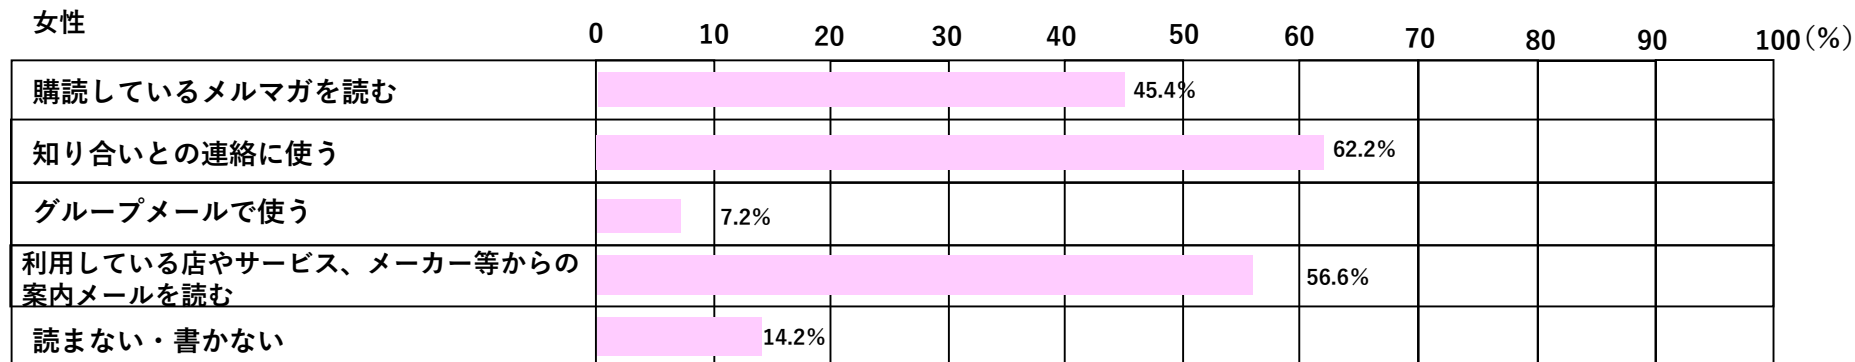 女性
0 10 20 30 40 50 60 70 80 90 100(%)
購読しているメルマガを読む 45.4%
知り合いとの連絡に使う 62.2%
グループメールで使う 7.2%
利用している店やサービス、メーカー等からの
案内メールを読む 56.6%
読まない・書かない 14.2%